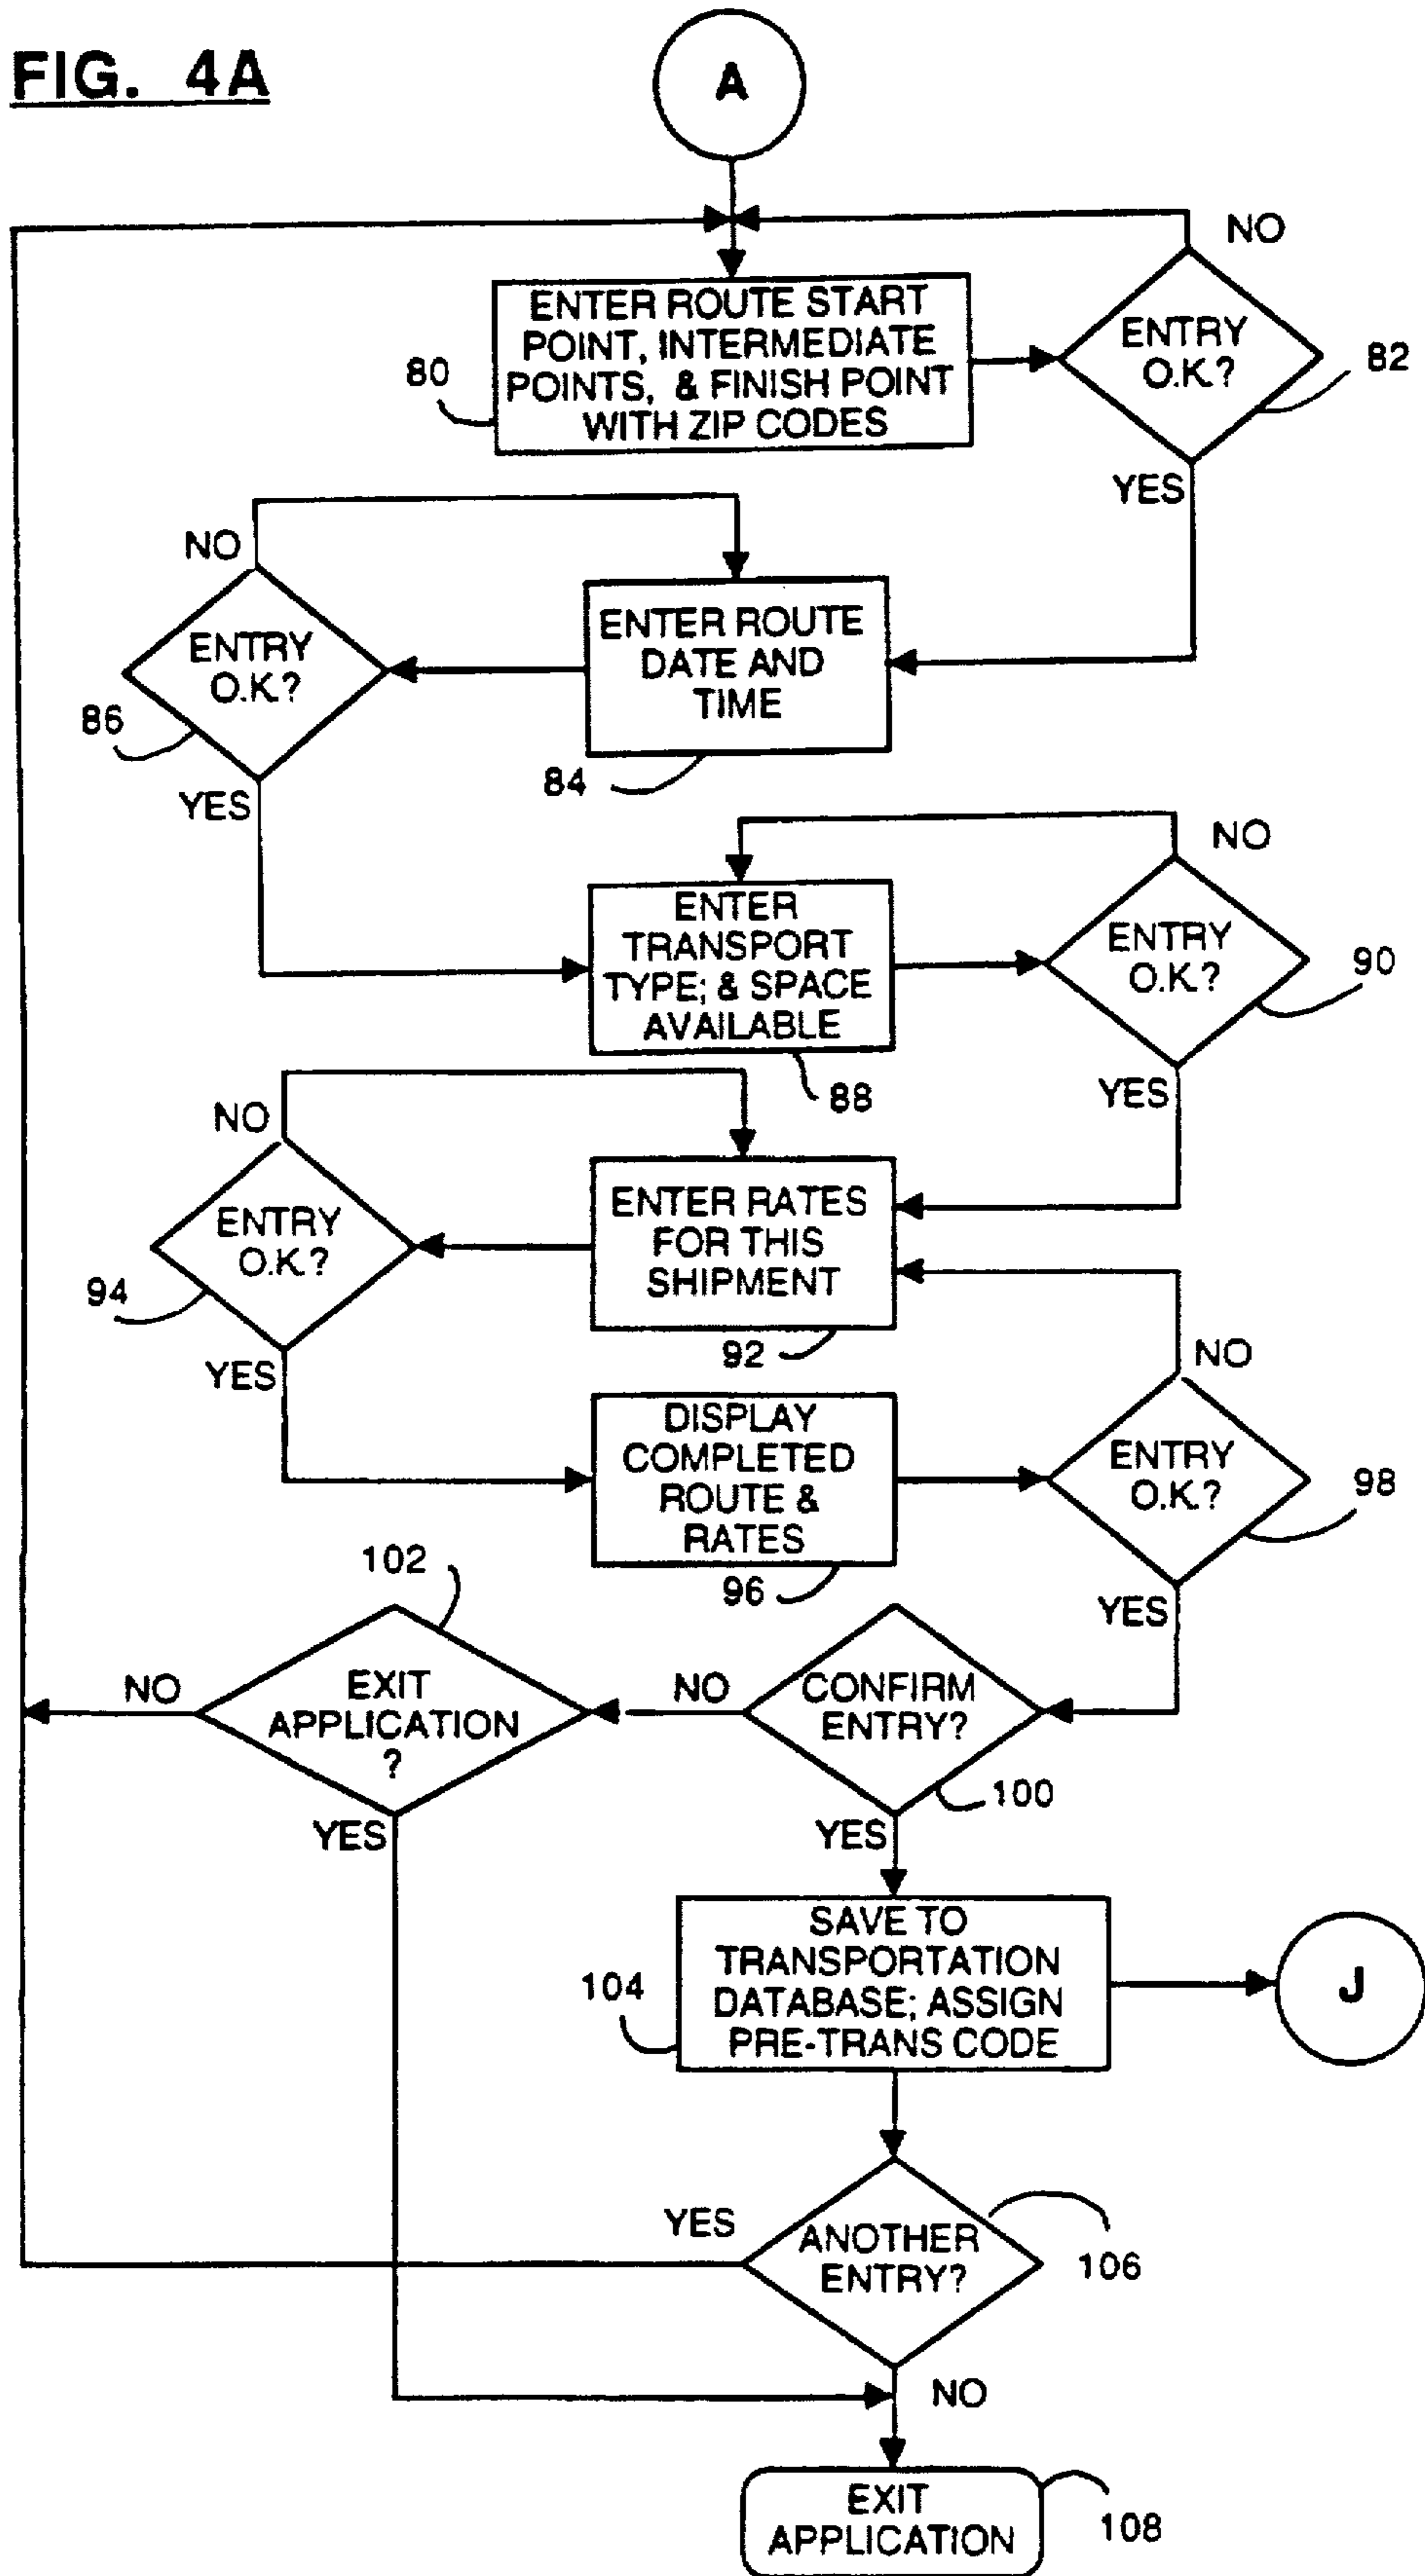 FIG. 4A
A
NO
ENTER ROUTE START
POINT, INTERMEDIATE
POINTS, & FINISH POINT
WITH ZIP CODES
80
ENTRY
O.K.?
82
YES
NO
ENTRY
O.K.?
86
YES
ENTER ROUTE
DATE AND
TIME
84
NO
ENTER
TRANSPORT
TYPE; & SPACE
AVAILABLE
88
ENTRY
O.K.?
90
YES
NO
ENTRY
O.K.?
94
YES
ENTER RATES
FOR THIS
SHIPMENT
92
NO
DISPLAY
COMPLETED
ROUTE &
RATES
96
ENTRY
O.K.?
98
YES
102
NO
EXIT
APPLICATION
?
YES
NO
CONFIRM
ENTRY?
100
YES
SAVE TO
TRANSPORTATION
DATABASE; ASSIGN
PRE-TRANS CODE
104
J
YES
ANOTHER
ENTRY?
106
NO
EXIT
APPLICATION
108